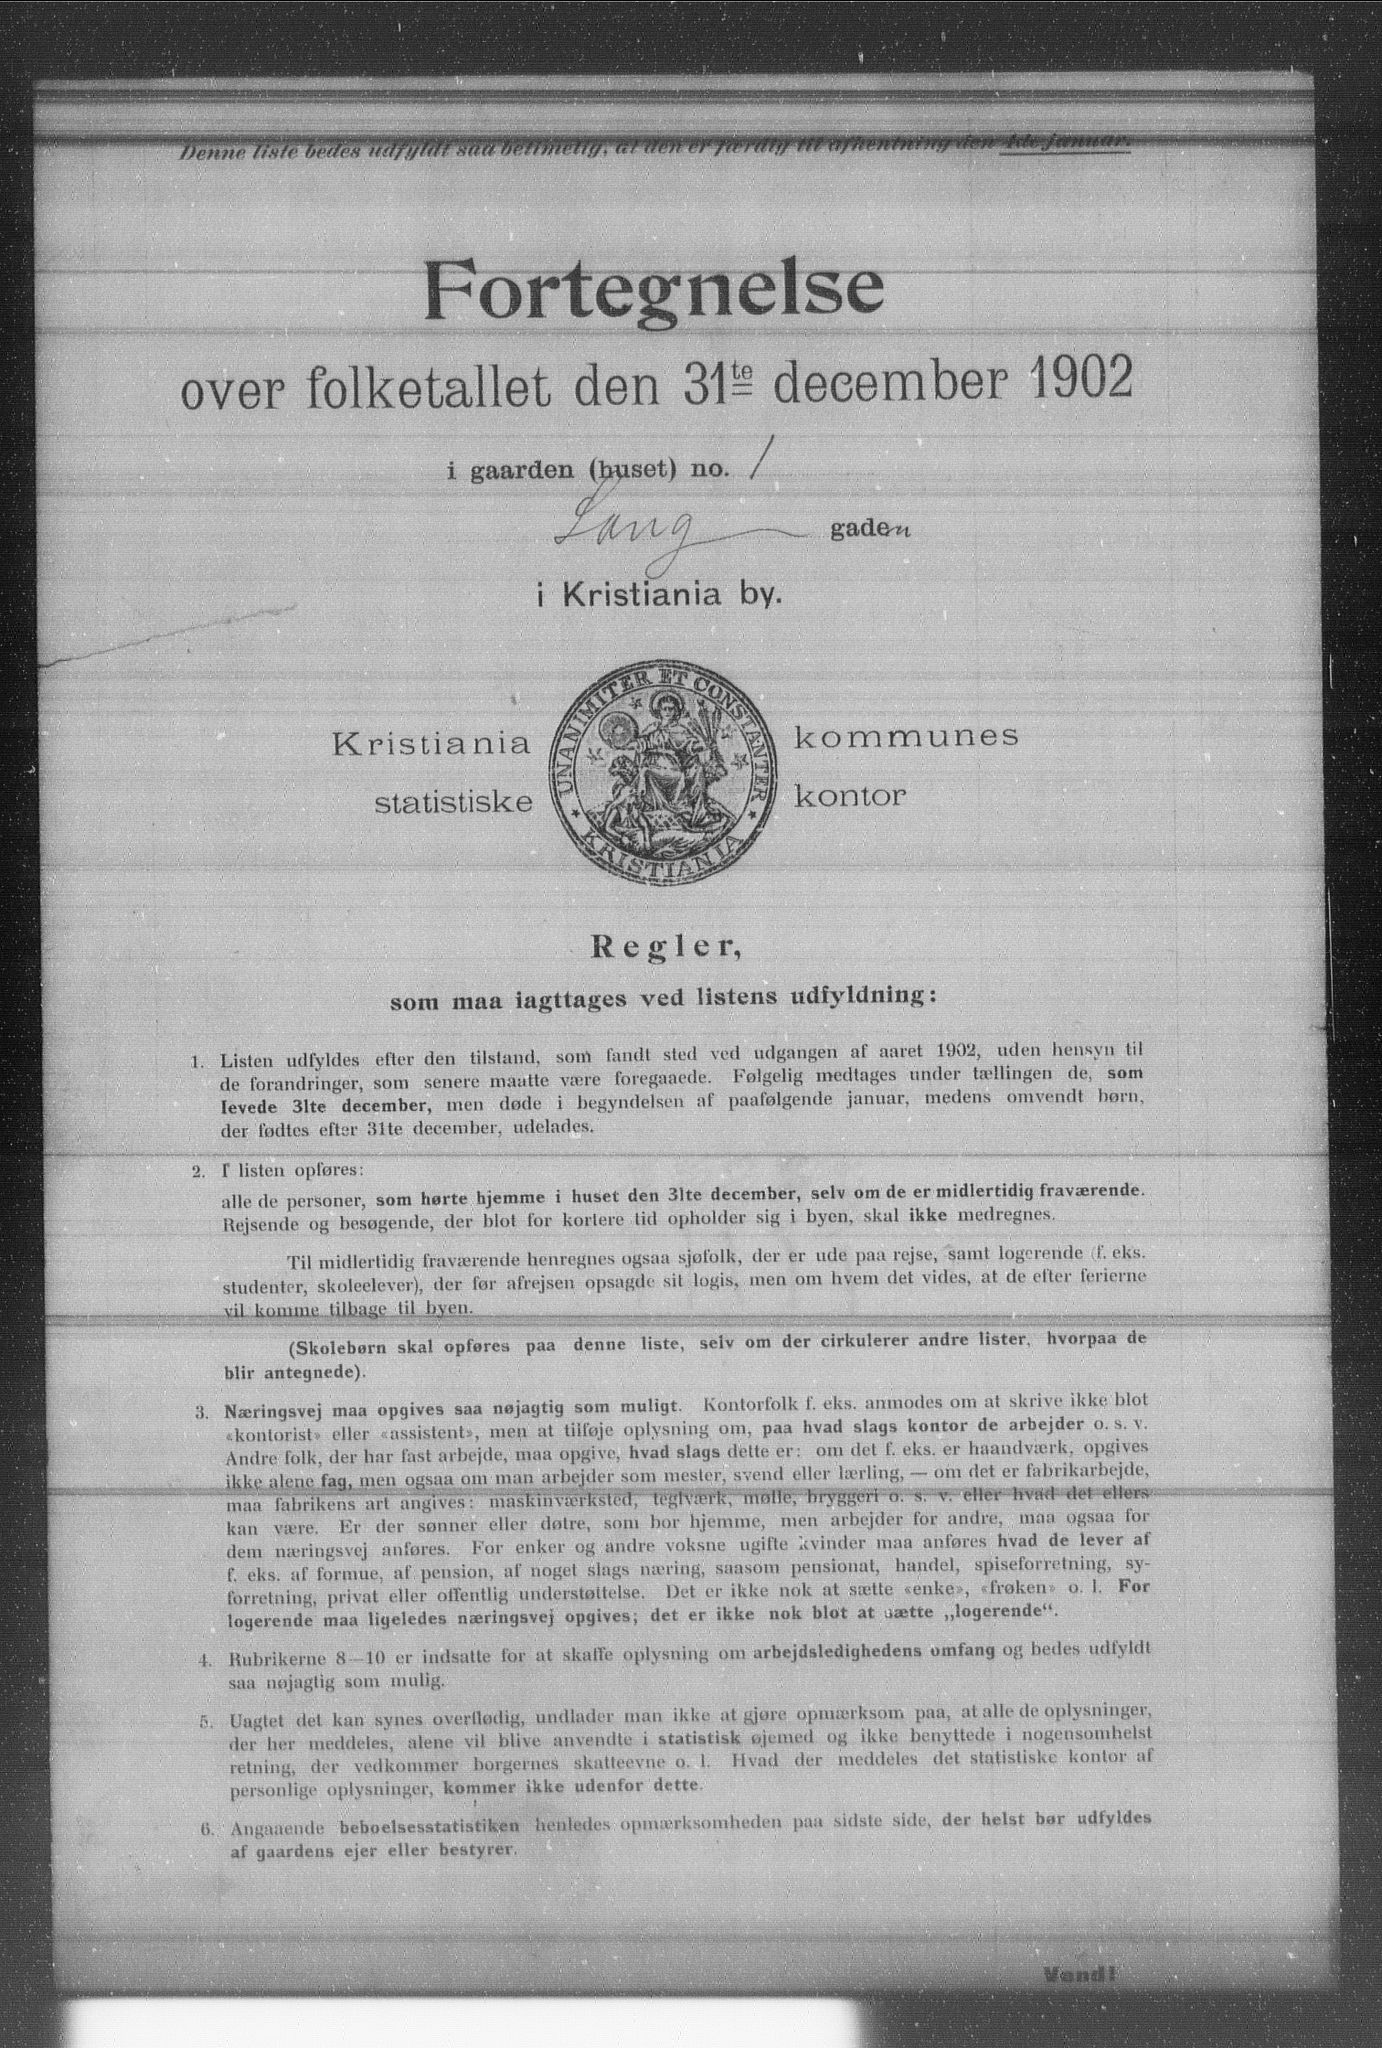 Denne liste bedes udfyldt saa betimelig, at den er færdig til afhentning den 4de januar.
Fortegnelse
over folketallet den 31te december 1902
i gaarden (huset) no. 1
Lang gaden
i Kristiania by.
Kristiania kommunes
statistiske kontor
UNANIMITER ET CONSTANTER
KRISTIANIA
Regler,
som maa iagttages ved listens udfyldning:
1. Listen udfyldes efter den tilstand, som fandt sted ved udgangen af aaret 1902, uden hensyn til
de forandringer, som senere maatte være foregaaede. Følgelig medtages under tællingen de, som
levede 31te december, men døde i begyndelsen af paafølgende januar, medens omvendt børn,
der fødtes efter 31te december, udelades.
2. I listen opføres:
alle de personer, som hørte hjemme i huset den 31te december, selv om de er midlertidig fraværende.
Rejsende og besøgende, der blot for kortere tid opholder sig i byen, skal ikke medregnes.
Til midlertidig fraværende henregnes ogsaa sjøfolk, der er ude paa rejse, samt logerende (f. eks.
studenter, skoleelever), der før afrejsen opsagde sit logis, men om hvem det vides, at de efter ferierne
vil komme tilbage til byen.
(Skolebørn skal opføres paa denne liste, selv om der cirkulerer andre lister, hvorpaa de
blir antegnede).
3. Næringsvej maa opgives saa nøjagtig som muligt. Kontorfolk f. eks. anmodes om at skrive ikke blot
«kontorist» eller «assistent», men at tilføje oplysning om, paa hvad slags kontor de arbejder o. s. v.
Andre folk, der har fast arbejde, maa opgive, hvad slags dette er; om det f. eks. er haandværk, opgives
ikke alene fag, men ogsaa om man arbejder som mester, svend eller lærling, — om det er fabrikarbejde,
maa fabrikens art angives: maskinværksted, teglværk, mølle, bryggeri o. s. v. eller hvad det ellers
kan være. Er der sønner eller døtre, som bor hjemme, men arbejder for andre, maa ogsaa for
dem næringsvej anføres. For enker og andre voksne ugifte kvinder maa anføres hvad de lever af
f. eks. af formue, af pension, af noget slags næring, saasom pensionat, handel, spiseforretning, sy-
forretning, privat eller offentlig understøttelse. Det er ikke nok at sætte «enke», «frøken» o. l. For
logerende maa ligeledes næringsvej opgives; det er ikke nok blot at sætte „logerende“.
4. Rubrikerne 8—10 er indsatte for at skaffe oplysning om arbejdsledighedens omfang og bedes udfyldt
saa nøjagtig som mulig.
5. Uagtet det kan synes overflødig, undlader man ikke at gjøre opmærksom paa, at alle de oplysninger,
der her meddeles, alene vil blive anvendte i statistisk øjemed og ikke benyttede i nogensomhelst
retning, der vedkommer borgernes skatteevne o. l. Hvad der meddeles det statistiske kontor af
personlige oplysninger, kommer ikke udenfor dette.
6. Angaaende beboelsesstatistiken henledes opmærksomheden paa sidste side, der helst bør udfyldes
af gaardens ejer eller bestyrer.
Vend!